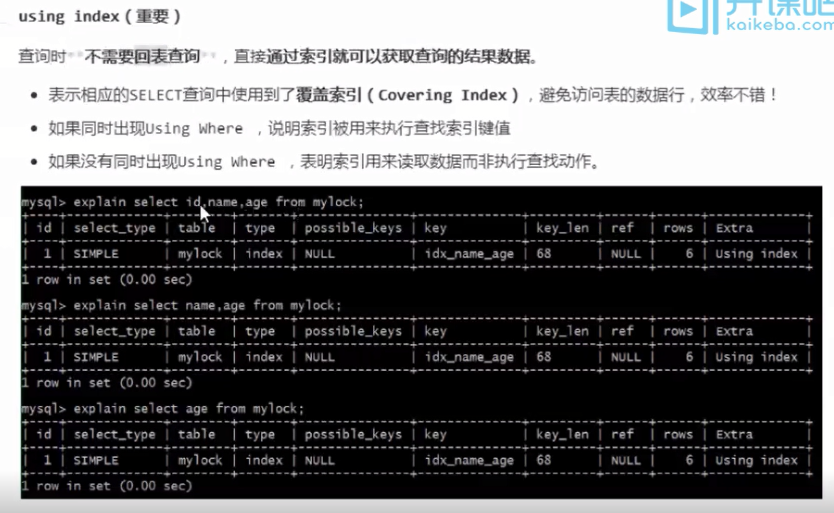 开课吧
kaikeba.com
using index（重要）
查询时 不需要回表查询 ，直接通过索引就可以获取查询的结果数据。
• 表示相应的SELECT查询中使用到了覆盖索引（Covering Index），避免访问表的数据行，效率不错！
• 如果同时出现Using Where ，说明索引被用来执行查找索引键值
• 如果没有同时出现Using Where ，表明索引用来读取数据而非执行查找动作。
mysql> explain select id,name,age from mylock;
| id | select_type | table | type | possible_keys | key | key_len | ref | rows | Extra |
| 1 | SIMPLE | mylock | index | NULL | idx_name_age | 68 | NULL | 6 | Using index |
1 row in set (0.00 sec)
mysql> explain select name,age from mylock;
| id | select_type | table | type | possible_keys | key | key_len | ref | rows | Extra |
| 1 | SIMPLE | mylock | index | NULL | idx_name_age | 68 | NULL | 6 | Using index |
1 row in set (0.00 sec)
mysql> explain select age from mylock;
| id | select_type | table | type | possible_keys | key | key_len | ref | rows | Extra |
| 1 | SIMPLE | mylock | index | NULL | idx_name_age | 68 | NULL | 6 | Using index |
1 row in set (0.00 sec)